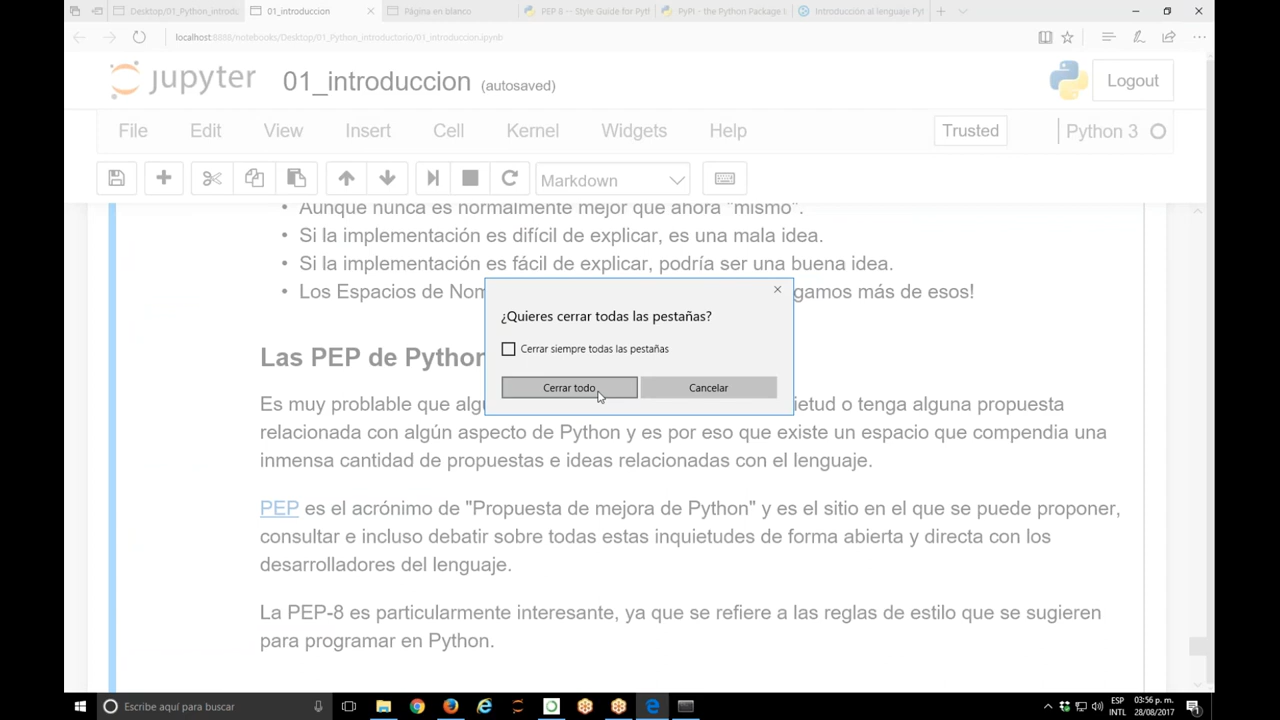 Desktop/01_Python_introdu
01_introduccion
Página en blanco
PEP 8 -- Style Guide for Pyt
PyPI - the Python Package I
Introducción al lenguaje Pyt
localhost:8888/notebooks/Desktop/01_Python_introductorio/01_introduccion.ipynb
jupyter
01_introduccion (autosaved)
Logout
File Edit View Insert Cell Kernel Widgets Help
Trusted
Python 3
Markdown
• Aunque nunca es normalmente mejor que ahora "mismo".
• Si la implementación es difícil de explicar, es una mala idea.
• Si la implementación es fácil de explicar, podría ser una buena idea.
• Los Espacios de Nom gamos más de esos!
¿Quieres cerrar todas las pestañas?
Cerrar siempre todas las pestañas
Cerrar todo
Cancelar
Las PEP de Python
Es muy problable que algu ietud o tenga alguna propuesta
relacionada con algún aspecto de Python y es por eso que existe un espacio que compendia una
inmensa cantidad de propuestas e ideas relacionadas con el lenguaje.
PEP es el acrónimo de "Propuesta de mejora de Python" y es el sitio en el que se puede proponer,
consultar e incluso debatir sobre todas estas inquietudes de forma abierta y directa con los
desarrolladores del lenguaje.
La PEP-8 es particularmente interesante, ya que se refiere a las reglas de estilo que se sugieren
para programar en Python.
Escribe aquí para buscar
ESP
INTL
03:56 p. m.
28/08/2017